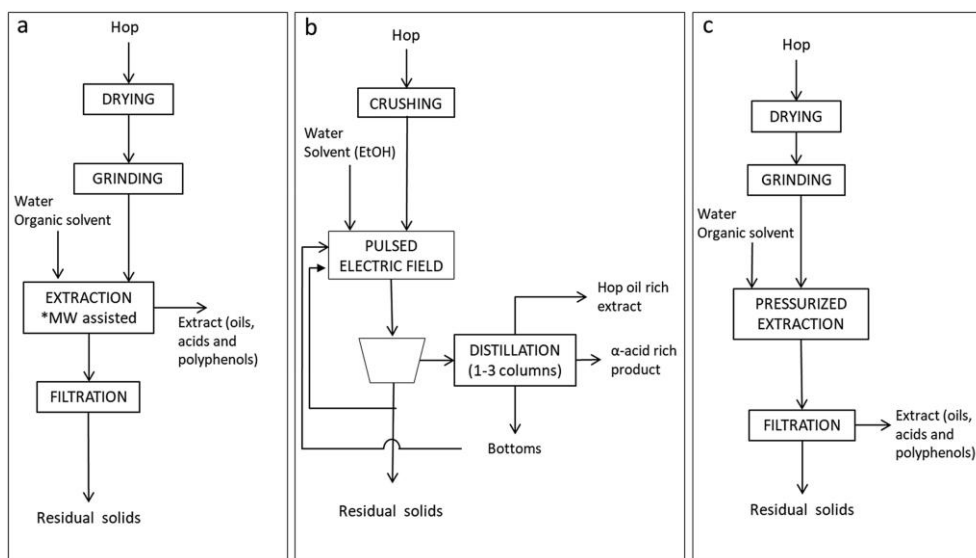 a
Hop
DRYING
GRINDING
Water
Organic solvent
EXTRACTION
*MW assisted
Extract (oils,
acids and
polyphenols)
FILTRATION
Residual solids
b
Hop
CRUSHING
Water
Solvent (EtOH)
PULSED
ELECTRIC FIELD
Hop oil rich
extract
DISTILLATION
(1-3 columns)
α-acid rich
product
Bottoms
Residual solids
c
Hop
DRYING
GRINDING
Water
Organic solvent
PRESSURIZED
EXTRACTION
FILTRATION
Extract (oils,
acids and
polyphenols)
Residual solids